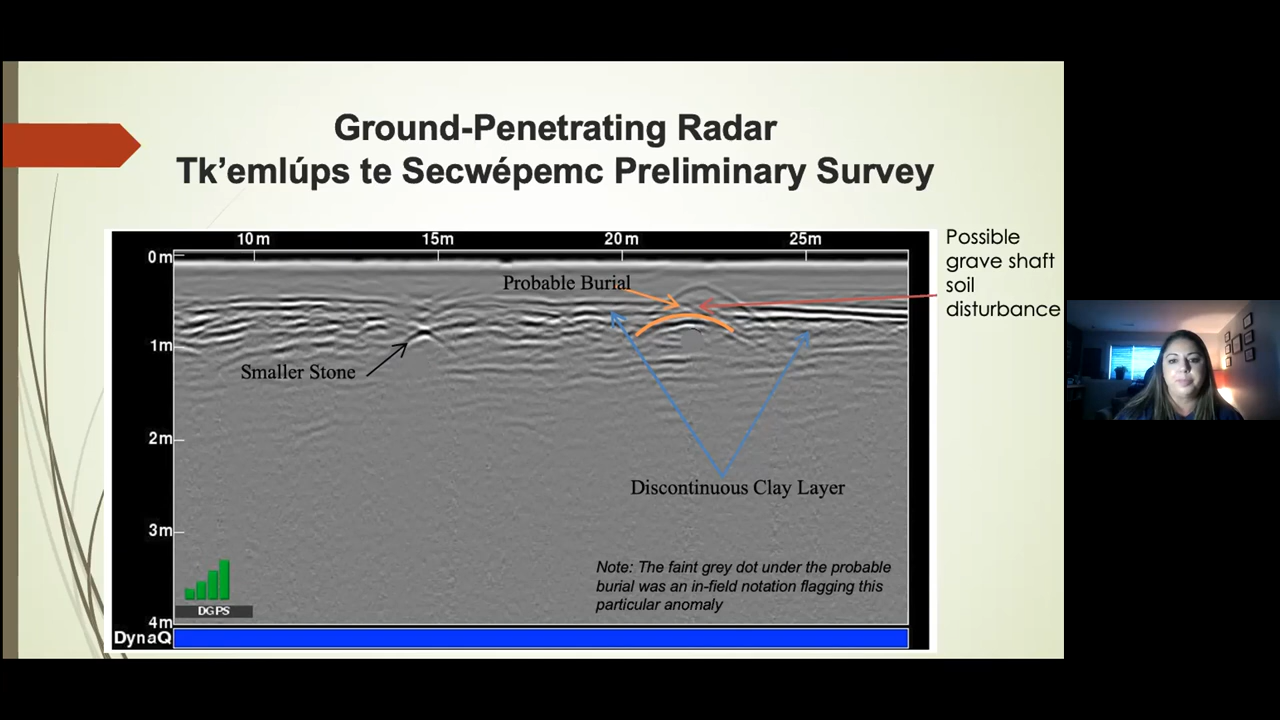 Ground-Penetrating Radar
Tk'emlúps te Secwépemc Preliminary Survey
10m 15m 20m 25m
0m
1m
2m
3m
4m
Probable Burial
Possible
grave shaft
soil
disturbance
Smaller Stone
Discontinuous Clay Layer
Note: The faint grey dot under the probable
burial was an in-field notation flagging this
particular anomaly
DGPS
DynaQ